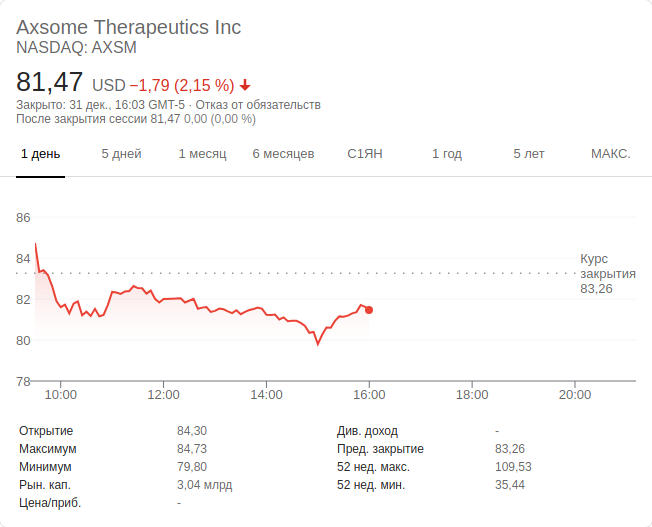 Axsome Therapeutics Inc
NASDAQ: AXSM
81,47 USD −1,79 (2,15 %)
Закрыто: 31 дек., 16:03 GMT-5 · Отказ от обязательств
После закрытия сессии 81,47 0,00 (0,00 %)
1 день 5 дней 1 месяц 6 месяцев С1ЯН 1 год 5 лет МАКС.
86
84
82
80
78
Курс
закрытия
83,26
10:00 12:00 14:00 16:00 18:00 20:00
Открытие 84,30 Див. доход -
Максимум 84,73 Пред. закрытие 83,26
Минимум 79,80 52 нед. макс. 109,53
Рын. кап. 3,04 млрд 52 нед. мин. 35,44
Цена/приб. -